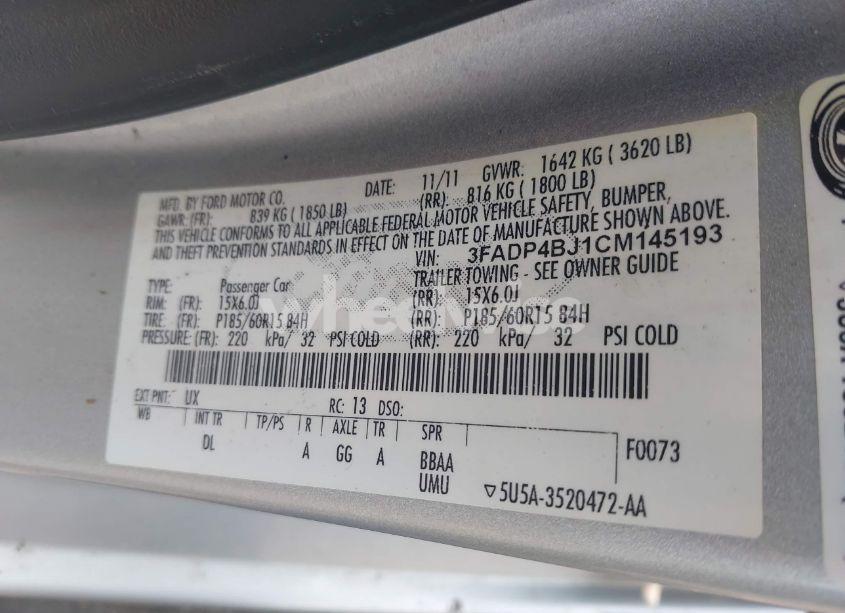 MFD. BY FORD MOTOR CO. DATE: 11/11 GVWR: 1642 KG ( 3620 LB)
GAWR: (FR): 839 KG ( 1850 LB) (RR): 816 KG ( 1800 LB)
THIS VEHICLE CONFORMS TO ALL APPLICABLE FEDERAL MOTOR VEHICLE SAFETY, BUMPER,
AND THEFT PREVENTION STANDARDS IN EFFECT ON THE DATE OF MANUFACTURE SHOWN ABOVE.
VIN: 3FADP4BJ1CM145193
TYPE: Passenger Car TRAILER TOWING - SEE OWNER GUIDE
RIM: (FR): 15X6.0J (RR): 15X6.0J
TIRE: (FR): P185/60R15 84H (RR): P185/60R15 84H
PRESSURE: (FR): 220 kPa/ 32 PSI COLD (RR): 220 kPa/ 32 PSI COLD
EXT PNT: UX RC: 13 DSO:
WB INT TR TP/PS R AXLE TR SPR
DL A GG A BBAA F0073
UMU ▽5U5A-3520472-AA
wheelwise